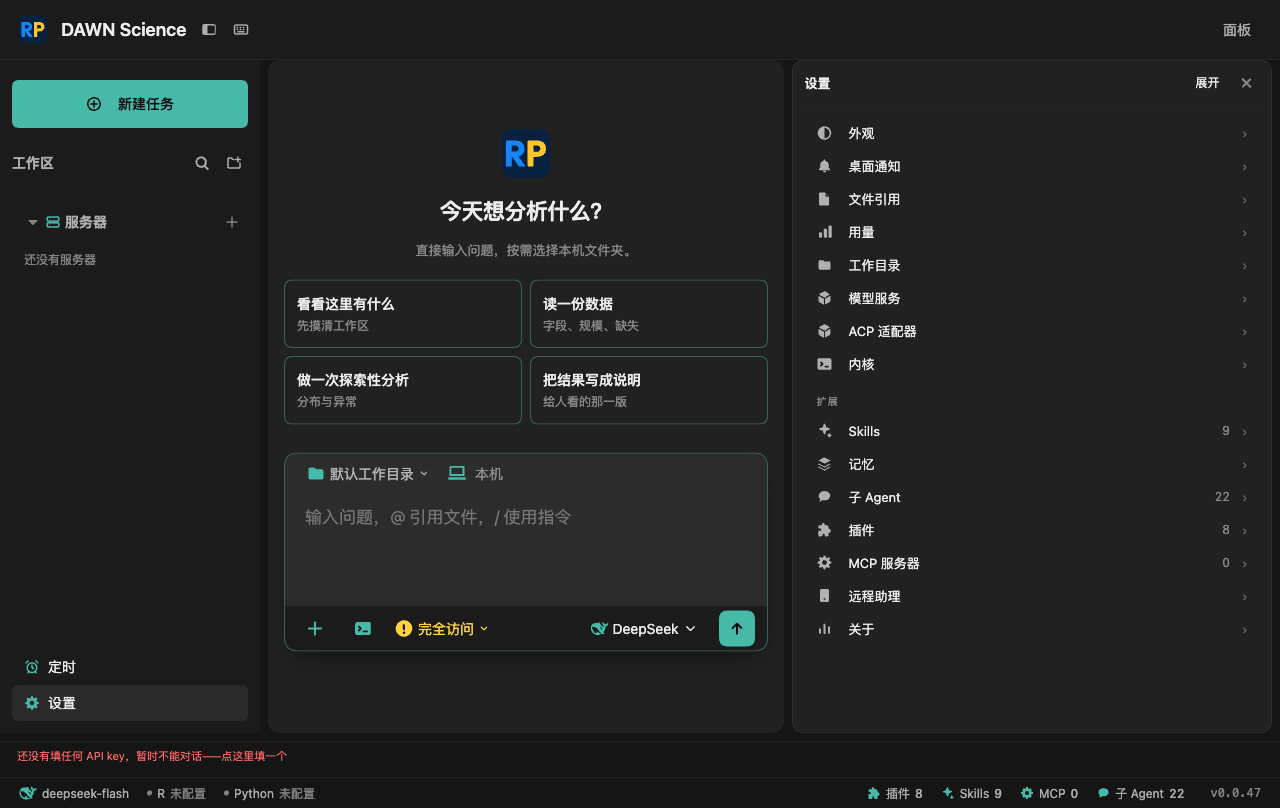 RP DAWN Science
面板
新建任务
工作区
服务器
还没有服务器
定时
设置
RP
今天想分析什么?
直接输入问题，按需选择本机文件夹。
看看这里有什么
先摸清工作区
读一份数据
字段、规模、缺失
做一次探索性分析
分布与异常
把结果写成说明
给人看的那一版
默认工作目录 本机
输入问题，@ 引用文件，/ 使用指令
完全访问 DeepSeek
设置 展开
外观
桌面通知
文件引用
用量
工作目录
模型服务
ACP 适配器
内核
扩展
Skills 9
记忆
子 Agent 22
插件 8
MCP 服务器 0
远程助理
关于
还没有填任何 API key，暂时不能对话——点这里填一个
deepseek-flash R 未配置 Python 未配置 插件 8 Skills 9 MCP 0 子 Agent 22 v0.0.47